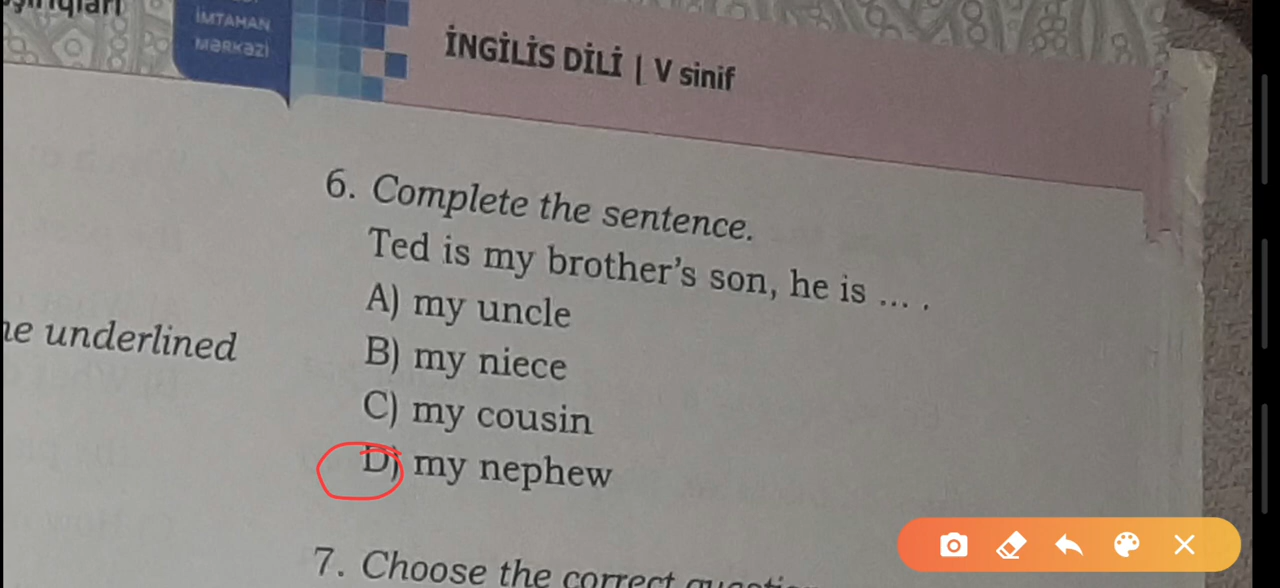 İMTAHAN
MƏRKƏZİ
İNGİLİS DİLİ | V sinif
6. Complete the sentence.
Ted is my brother's son, he is ... .
A) my uncle
B) my niece
C) my cousin
D) my nephew
underlined
7. Choose the correct